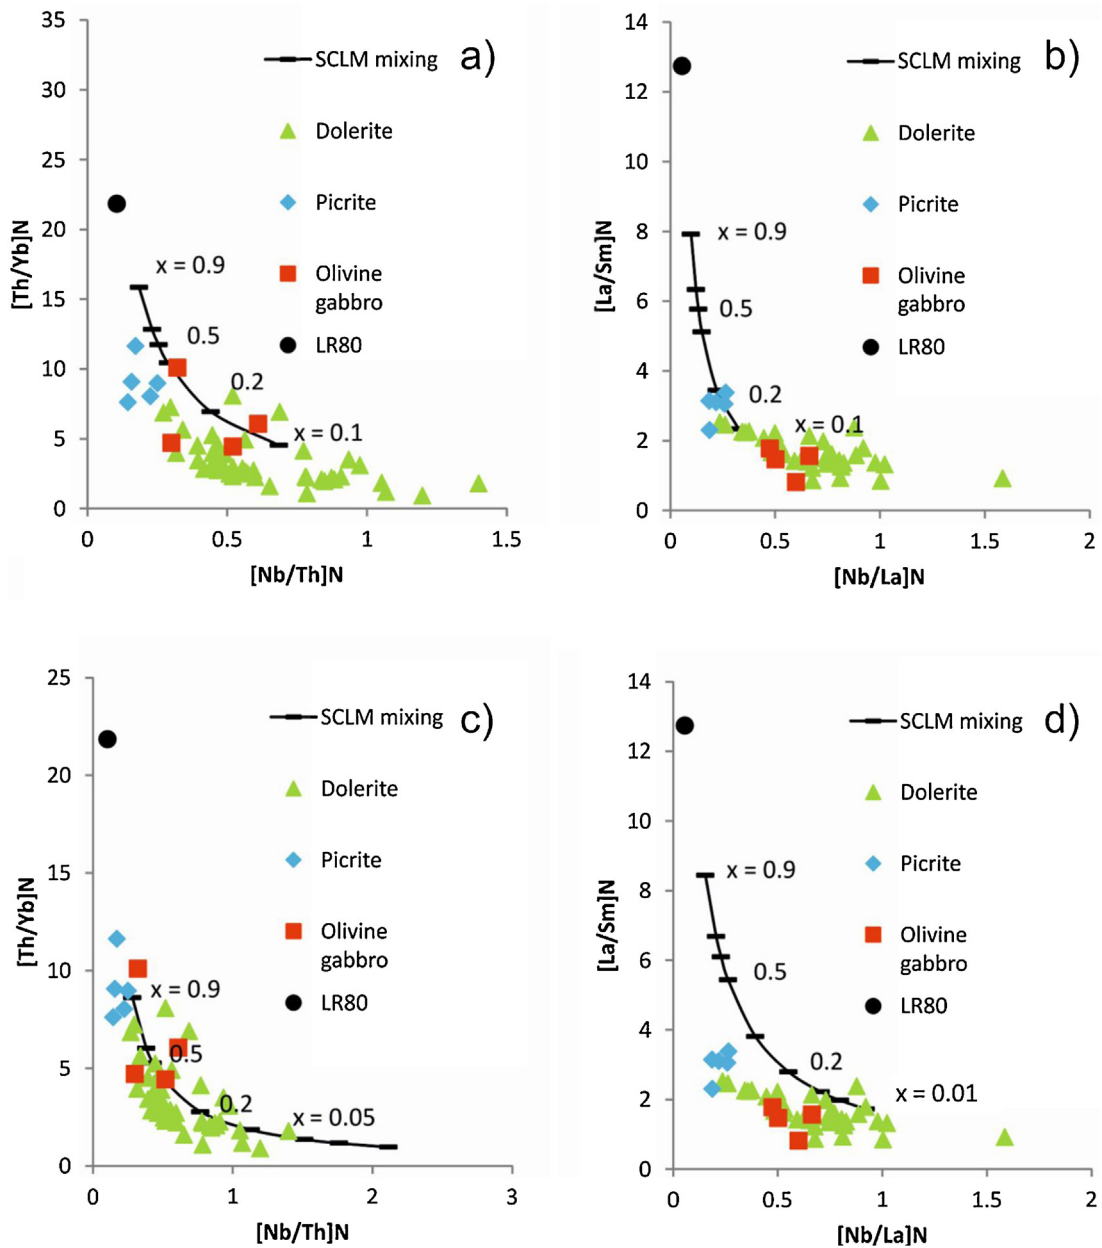 a)
35
30
25
20
15
10
5
0
[Th/Yb]N
SCLM mixing
Dolerite
Picrite
Olivine
gabbro
LR80
x = 0.9
0.5
0.2
x = 0.1
0 0.5 1 1.5
[Nb/Th]N
b)
14
12
10
8
6
4
2
0
[La/Sm]N
SCLM mixing
Dolerite
Picrite
Olivine
gabbro
LR80
x = 0.9
0.5
0.2
x = 0.1
0 0.5 1 1.5 2
[Nb/La]N
c)
25
20
15
10
5
0
[Th/Yb]N
SCLM mixing
Dolerite
Picrite
Olivine
gabbro
LR80
x = 0.9
0.5
0.2
x = 0.05
0 1 2 3
[Nb/Th]N
d)
14
12
10
8
6
4
2
0
[La/Sm]N
SCLM mixing
Dolerite
Picrite
Olivine
gabbro
LR80
x = 0.9
0.5
0.2
x = 0.01
0 0.5 1 1.5 2
[Nb/La]N